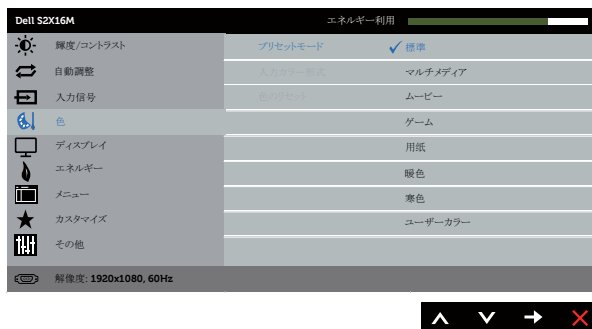 Dell S2X16M エネルギー利用
輝度/コントラスト プリセットモード 標準
自動調整 入力カラー形式 マルチメディア
入力信号 色のリセット ムービー
色 ゲーム
ディスプレイ 用紙
エネルギー 暖色
メニュー 寒色
カスタマイズ ユーザーカラー
その他
解像度: 1920x1080, 60Hz